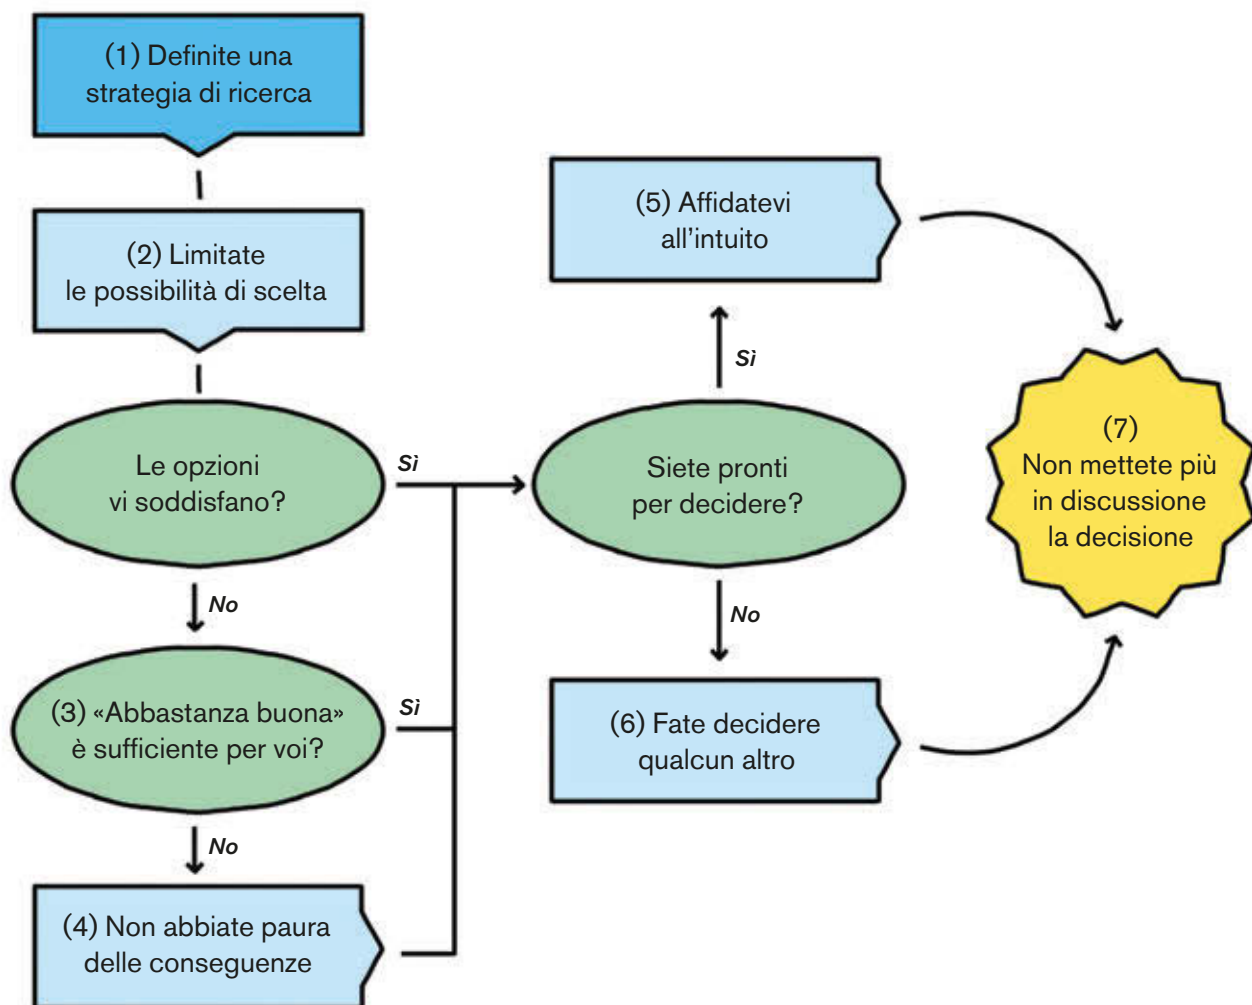 (1) Definite una
strategia di ricerca
(2) Limitate
le possibilità di scelta
Le opzioni
vi soddisfano?
Sì
No
(3) «Abbastanza buona»
è sufficiente per voi?
Sì
No
(4) Non abbiate paura
delle conseguenze
Siete pronti
per decidere?
Sì
(5) Affidatevi
all'intuito
No
(6) Fate decidere
qualcun altro
(7)
Non mettete più
in discussione
la decisione